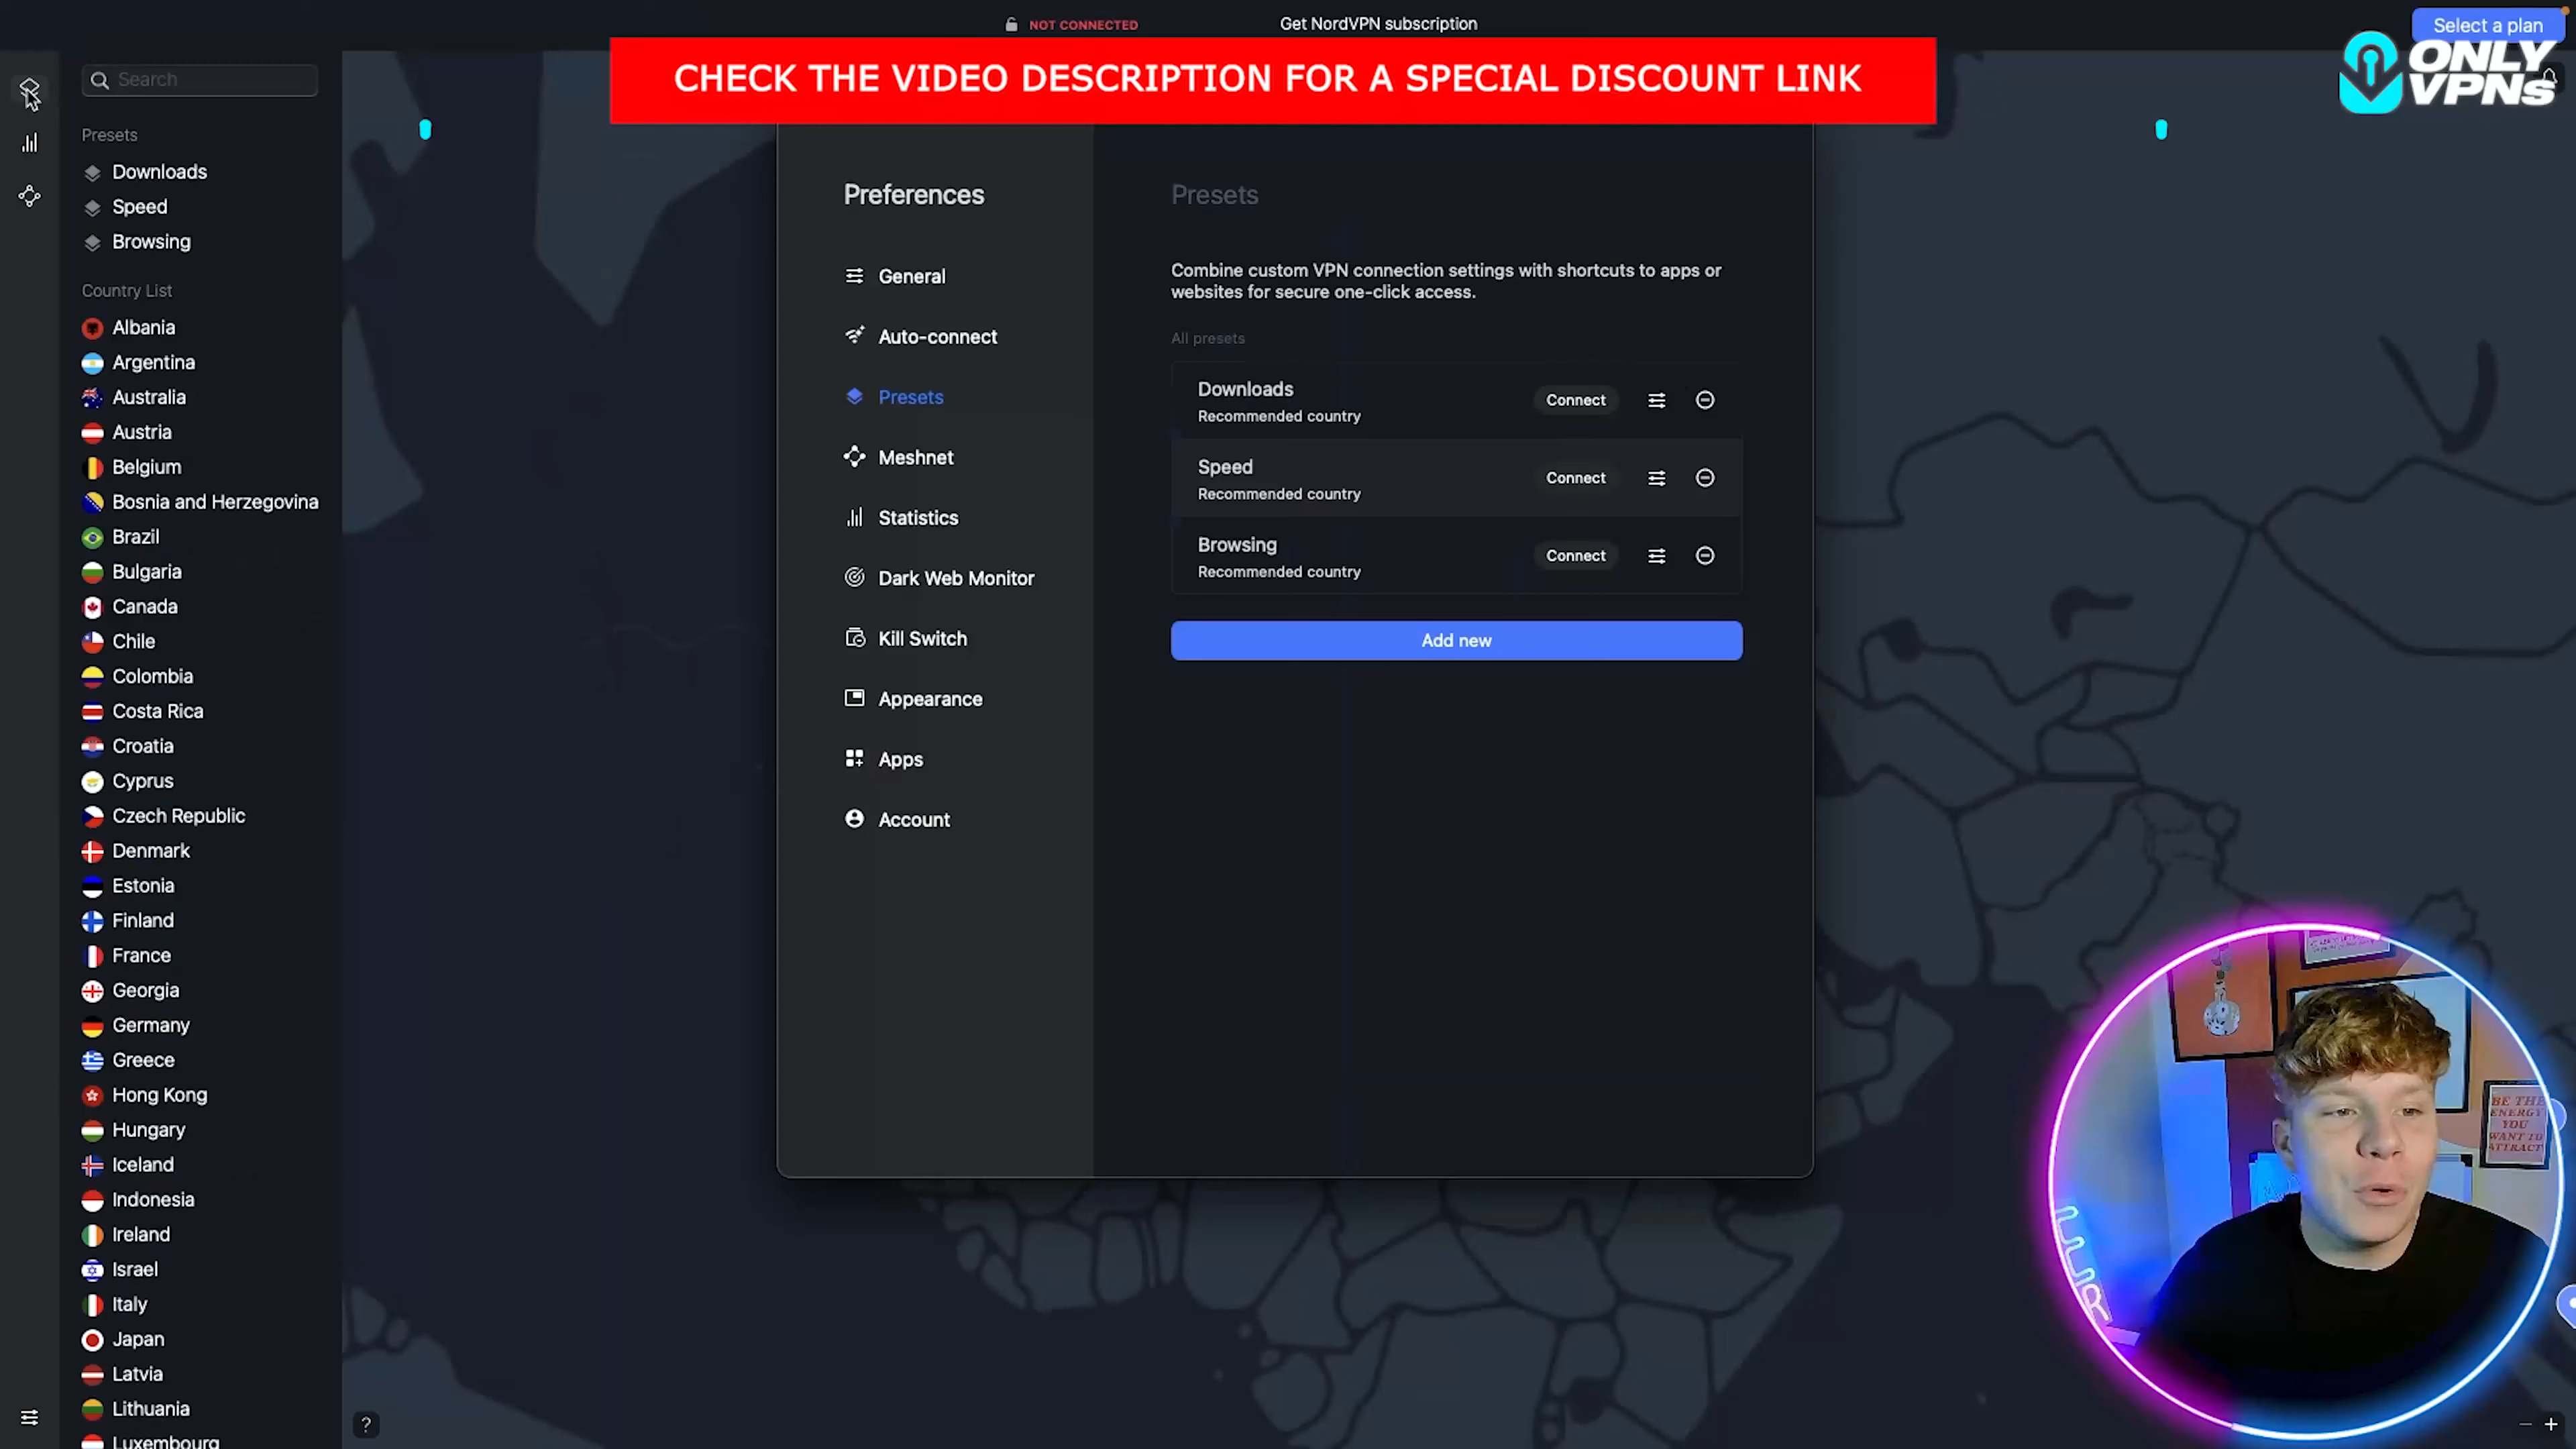 NOT CONNECTED
Get NordVPN subscription
Select a plan
ONLY
VPNs
CHECK THE VIDEO DESCRIPTION FOR A SPECIAL DISCOUNT LINK
Search
Presets
Downloads
Speed
Browsing
Country List
Albania
Argentina
Australia
Austria
Belgium
Bosnia and Herzegovina
Brazil
Bulgaria
Canada
Chile
Colombia
Costa Rica
Croatia
Cyprus
Czech Republic
Denmark
Estonia
Finland
France
Georgia
Germany
Greece
Hong Kong
Hungary
Iceland
Indonesia
Ireland
Israel
Italy
Japan
Latvia
Lithuania
Luxembourg
Preferences
General
Auto-connect
Presets
Meshnet
Statistics
Dark Web Monitor
Kill Switch
Appearance
Apps
Account
Presets
Combine custom VPN connection settings with shortcuts to apps or
websites for secure one-click access.
All presets
Downloads
Recommended country
Connect
Speed
Recommended country
Connect
Browsing
Recommended country
Connect
Add new
?
BE THE
ENERGY
YOU
WANT TO
ATTRACT